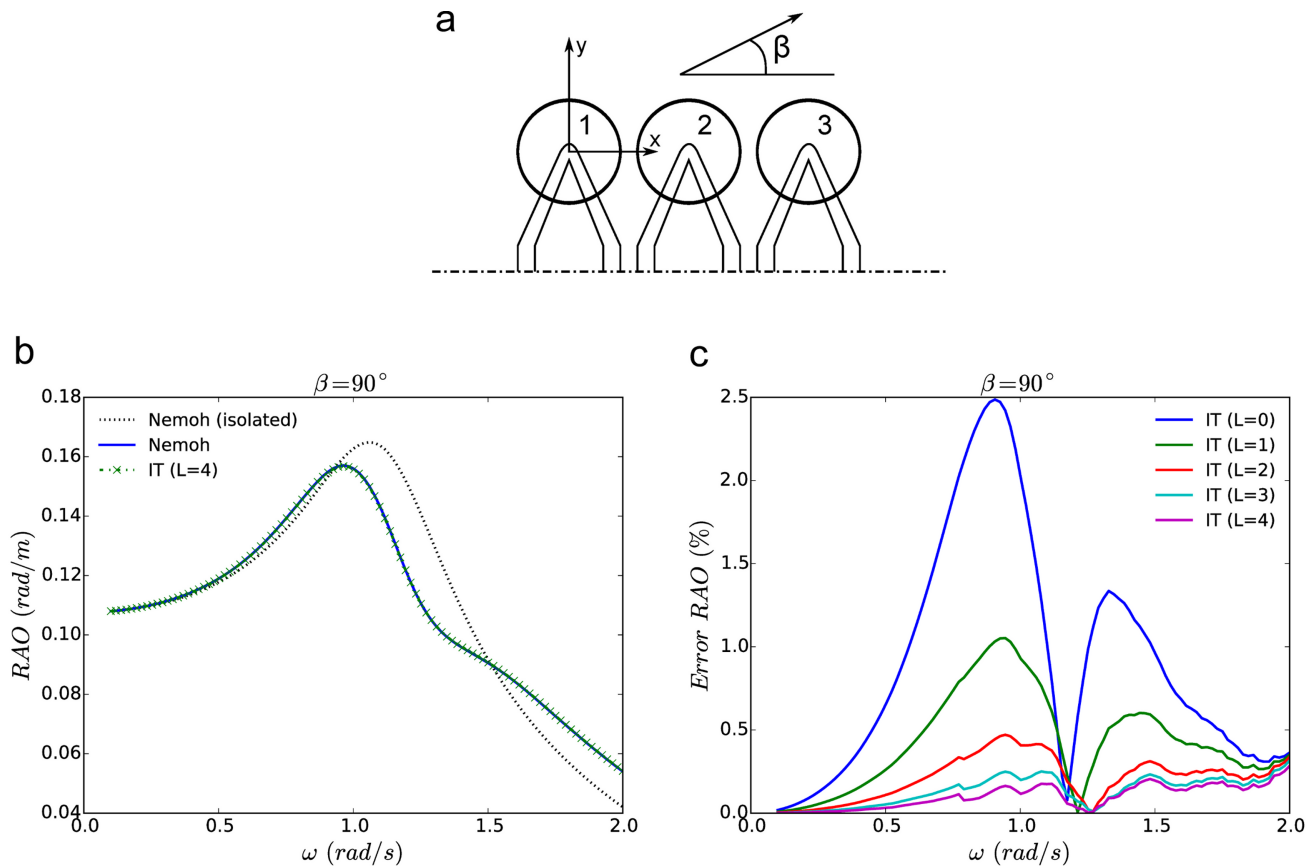 a
y
β
1
2
3
x
b
β=90°
0.18
0.16
0.14
0.12
0.10
0.08
0.06
0.04
RAO (rad/m)
Nemoh (isolated)
Nemoh
IT (L=4)
0.0 0.5 1.0 1.5 2.0
ω (rad/s)
c
β=90°
2.5
2.0
1.5
1.0
0.5
0.0
Error RAO (%)
IT (L=0)
IT (L=1)
IT (L=2)
IT (L=3)
IT (L=4)
0.0 0.5 1.0 1.5 2.0
ω (rad/s)